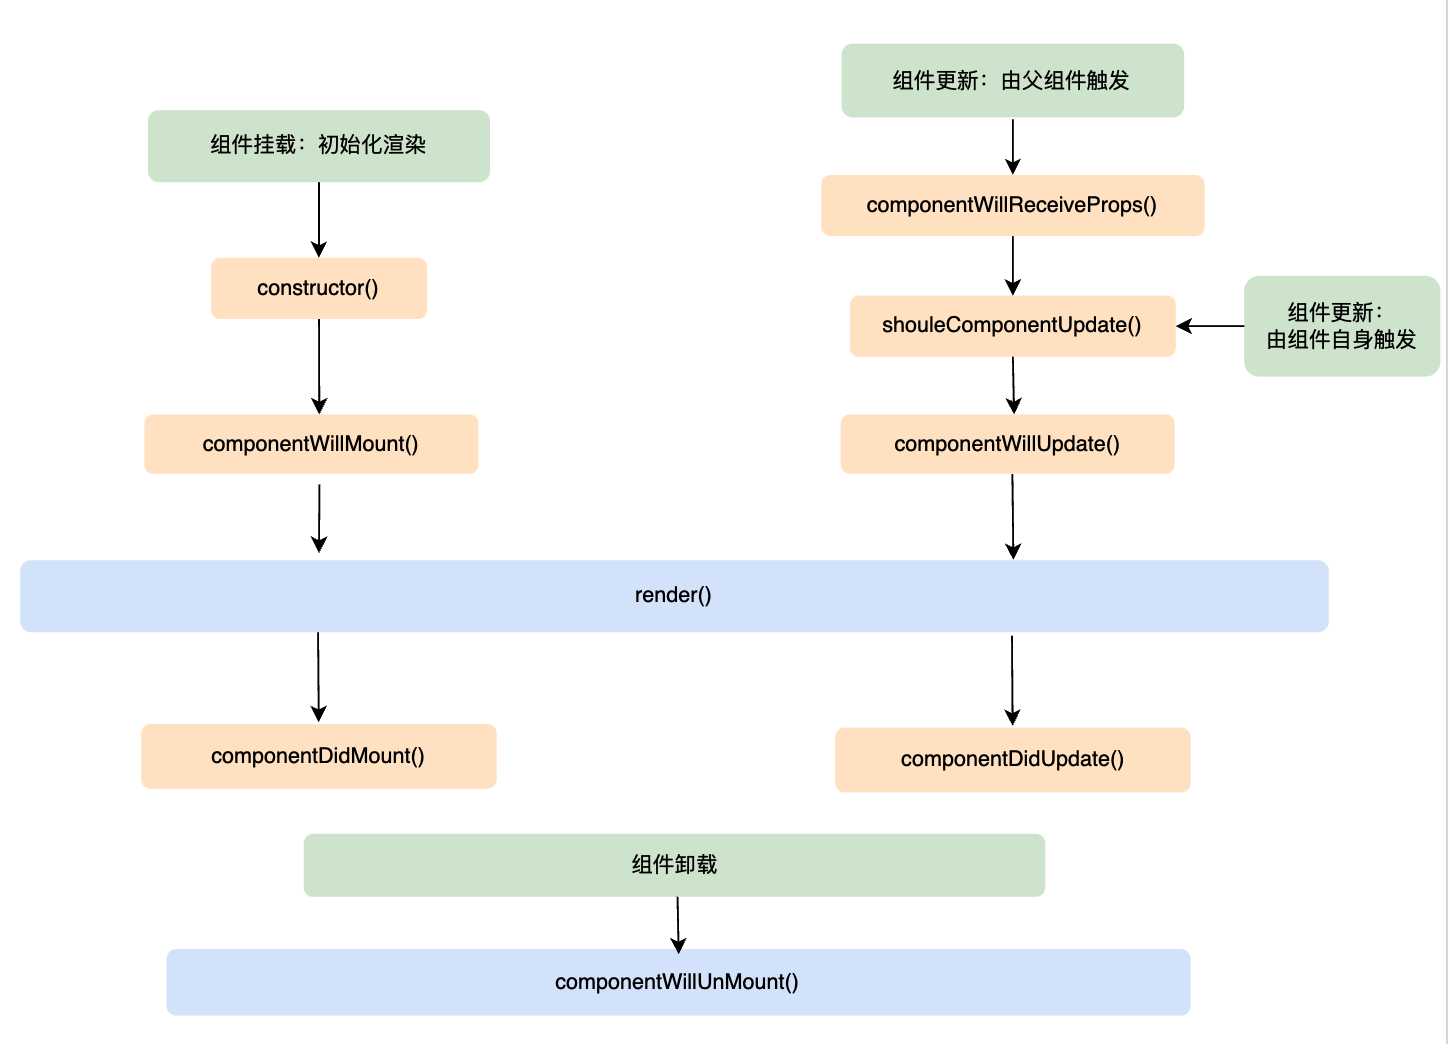 组件更新：由父组件触发
组件挂载：初始化渲染
componentWillReceiveProps()
constructor()
shouleComponentUpdate()
组件更新：
由组件自身触发
componentWillMount()
componentWillUpdate()
render()
componentDidMount()
componentDidUpdate()
组件卸载
componentWillUnMount()